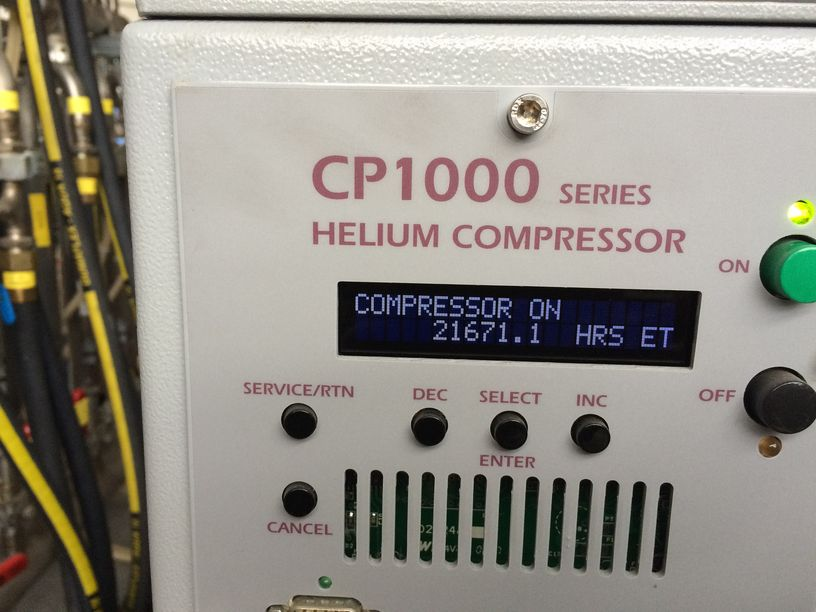 CP1000 SERIES
HELIUM COMPRESSOR
ON
COMPRESSOR ON
21671.1 HRS ET
SERVICE/RTN
DEC
SELECT
INC
OFF
ENTER
CANCEL